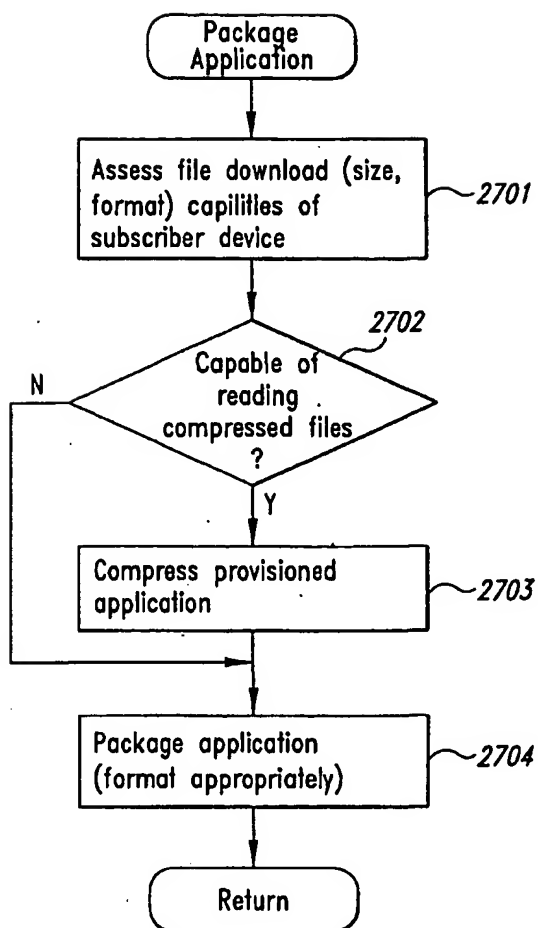 Package
Application
Assess file download (size,
format) capilities of
subscriber device
2701
2702
Capable of
reading
compressed files
?
N
Y
Compress provisioned
application
2703
Package application
(format appropriately)
2704
Return